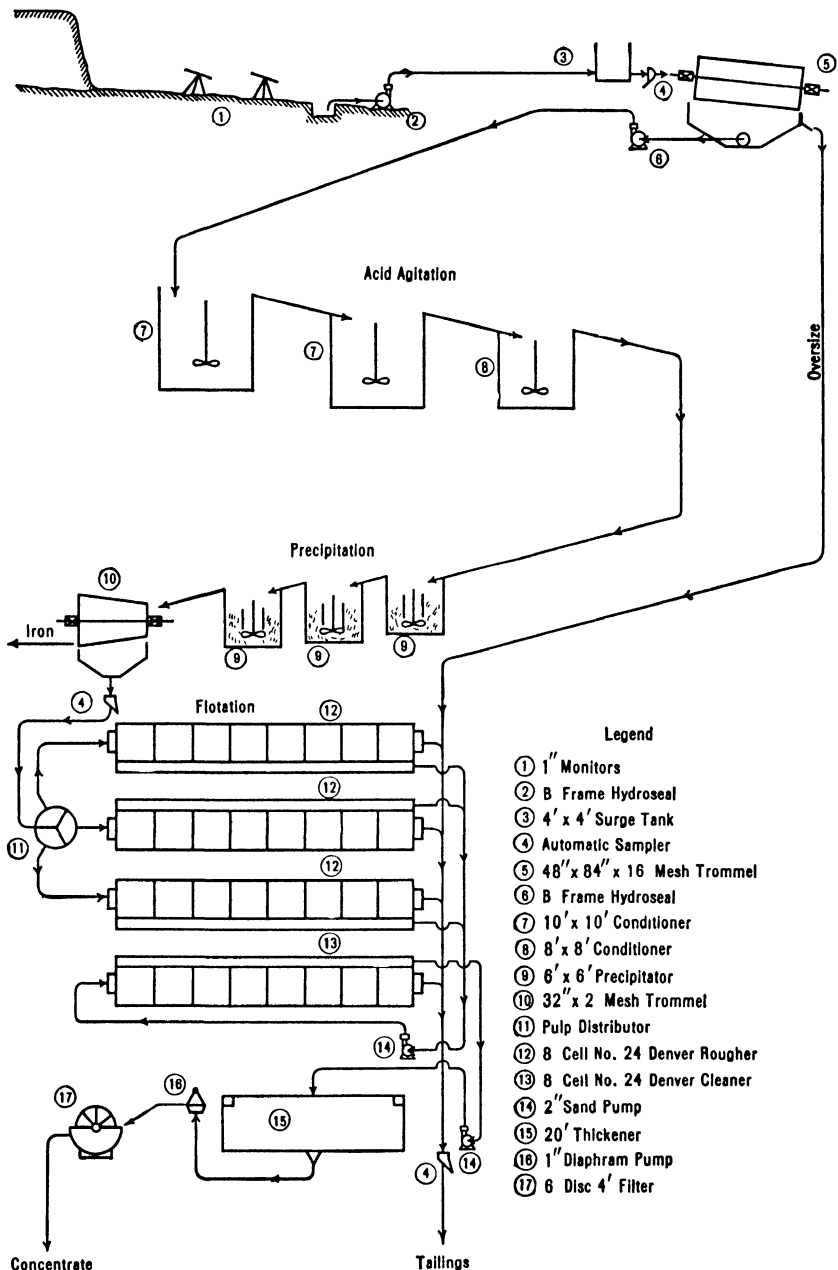 ③
⑤
①
②
④
⑥
Acid Agitation
⑦
⑦
⑧
Oversize
Precipitation
⑩
Iron
⑨
⑨
⑨
④
Flotation
⑫
⑫
⑪
⑫
⑬
⑭
⑰
⑯
⑮
④
⑭
Concentrate
Tailings
Legend
① 1" Monitors
② B Frame Hydroseal
③ 4' x 4' Surge Tank
④ Automatic Sampler
⑤ 48" x 84" x 16 Mesh Trommel
⑥ B Frame Hydroseal
⑦ 10' x 10' Conditioner
⑧ 8' x 8' Conditioner
⑨ 6' x 6' Precipitator
⑩ 32" x 2 Mesh Trommel
⑪ Pulp Distributor
⑫ 8 Cell No. 24 Denver Rougher
⑬ 8 Cell No. 24 Denver Cleaner
⑭ 2" Sand Pump
⑮ 20' Thickener
⑯ 1" Diaphram Pump
⑰ 6 Disc 4' Filter